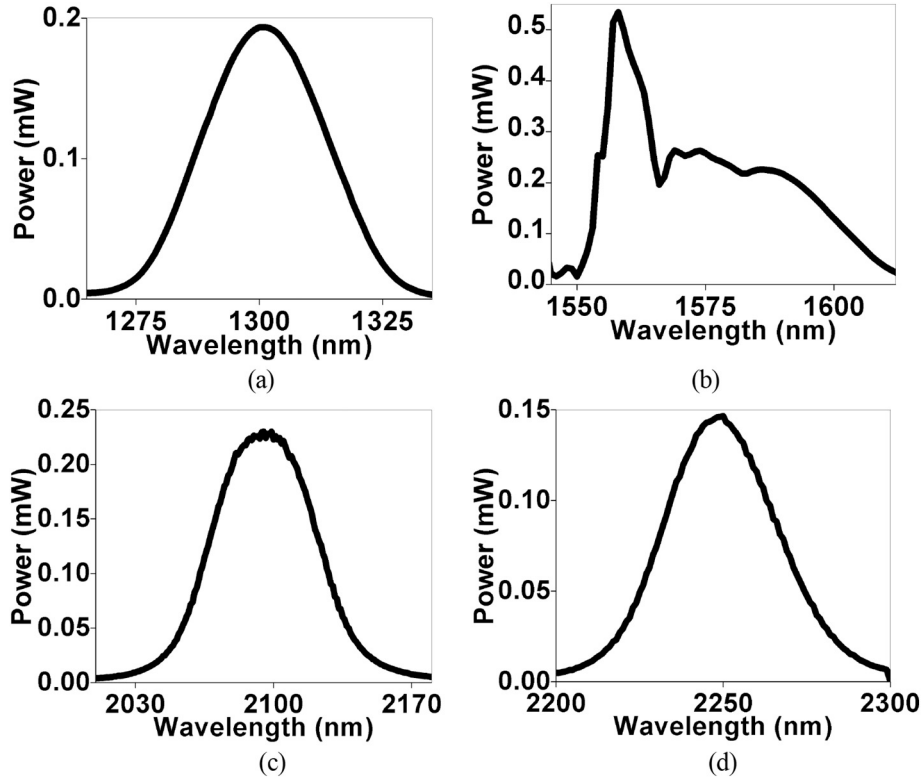 0.2
0.1
0.0
Power (mW)
1275 1300 1325
Wavelength (nm)
(a)
0.5
0.4
0.3
0.2
0.1
0.0
Power (mW)
1550 1575 1600
Wavelength (nm)
(b)
0.25
0.20
0.15
0.10
0.05
0.00
Power (mW)
2030 2100 2170
Wavelength (nm)
(c)
0.15
0.10
0.05
0.00
Power (mW)
2200 2250 2300
Wavelength (nm)
(d)